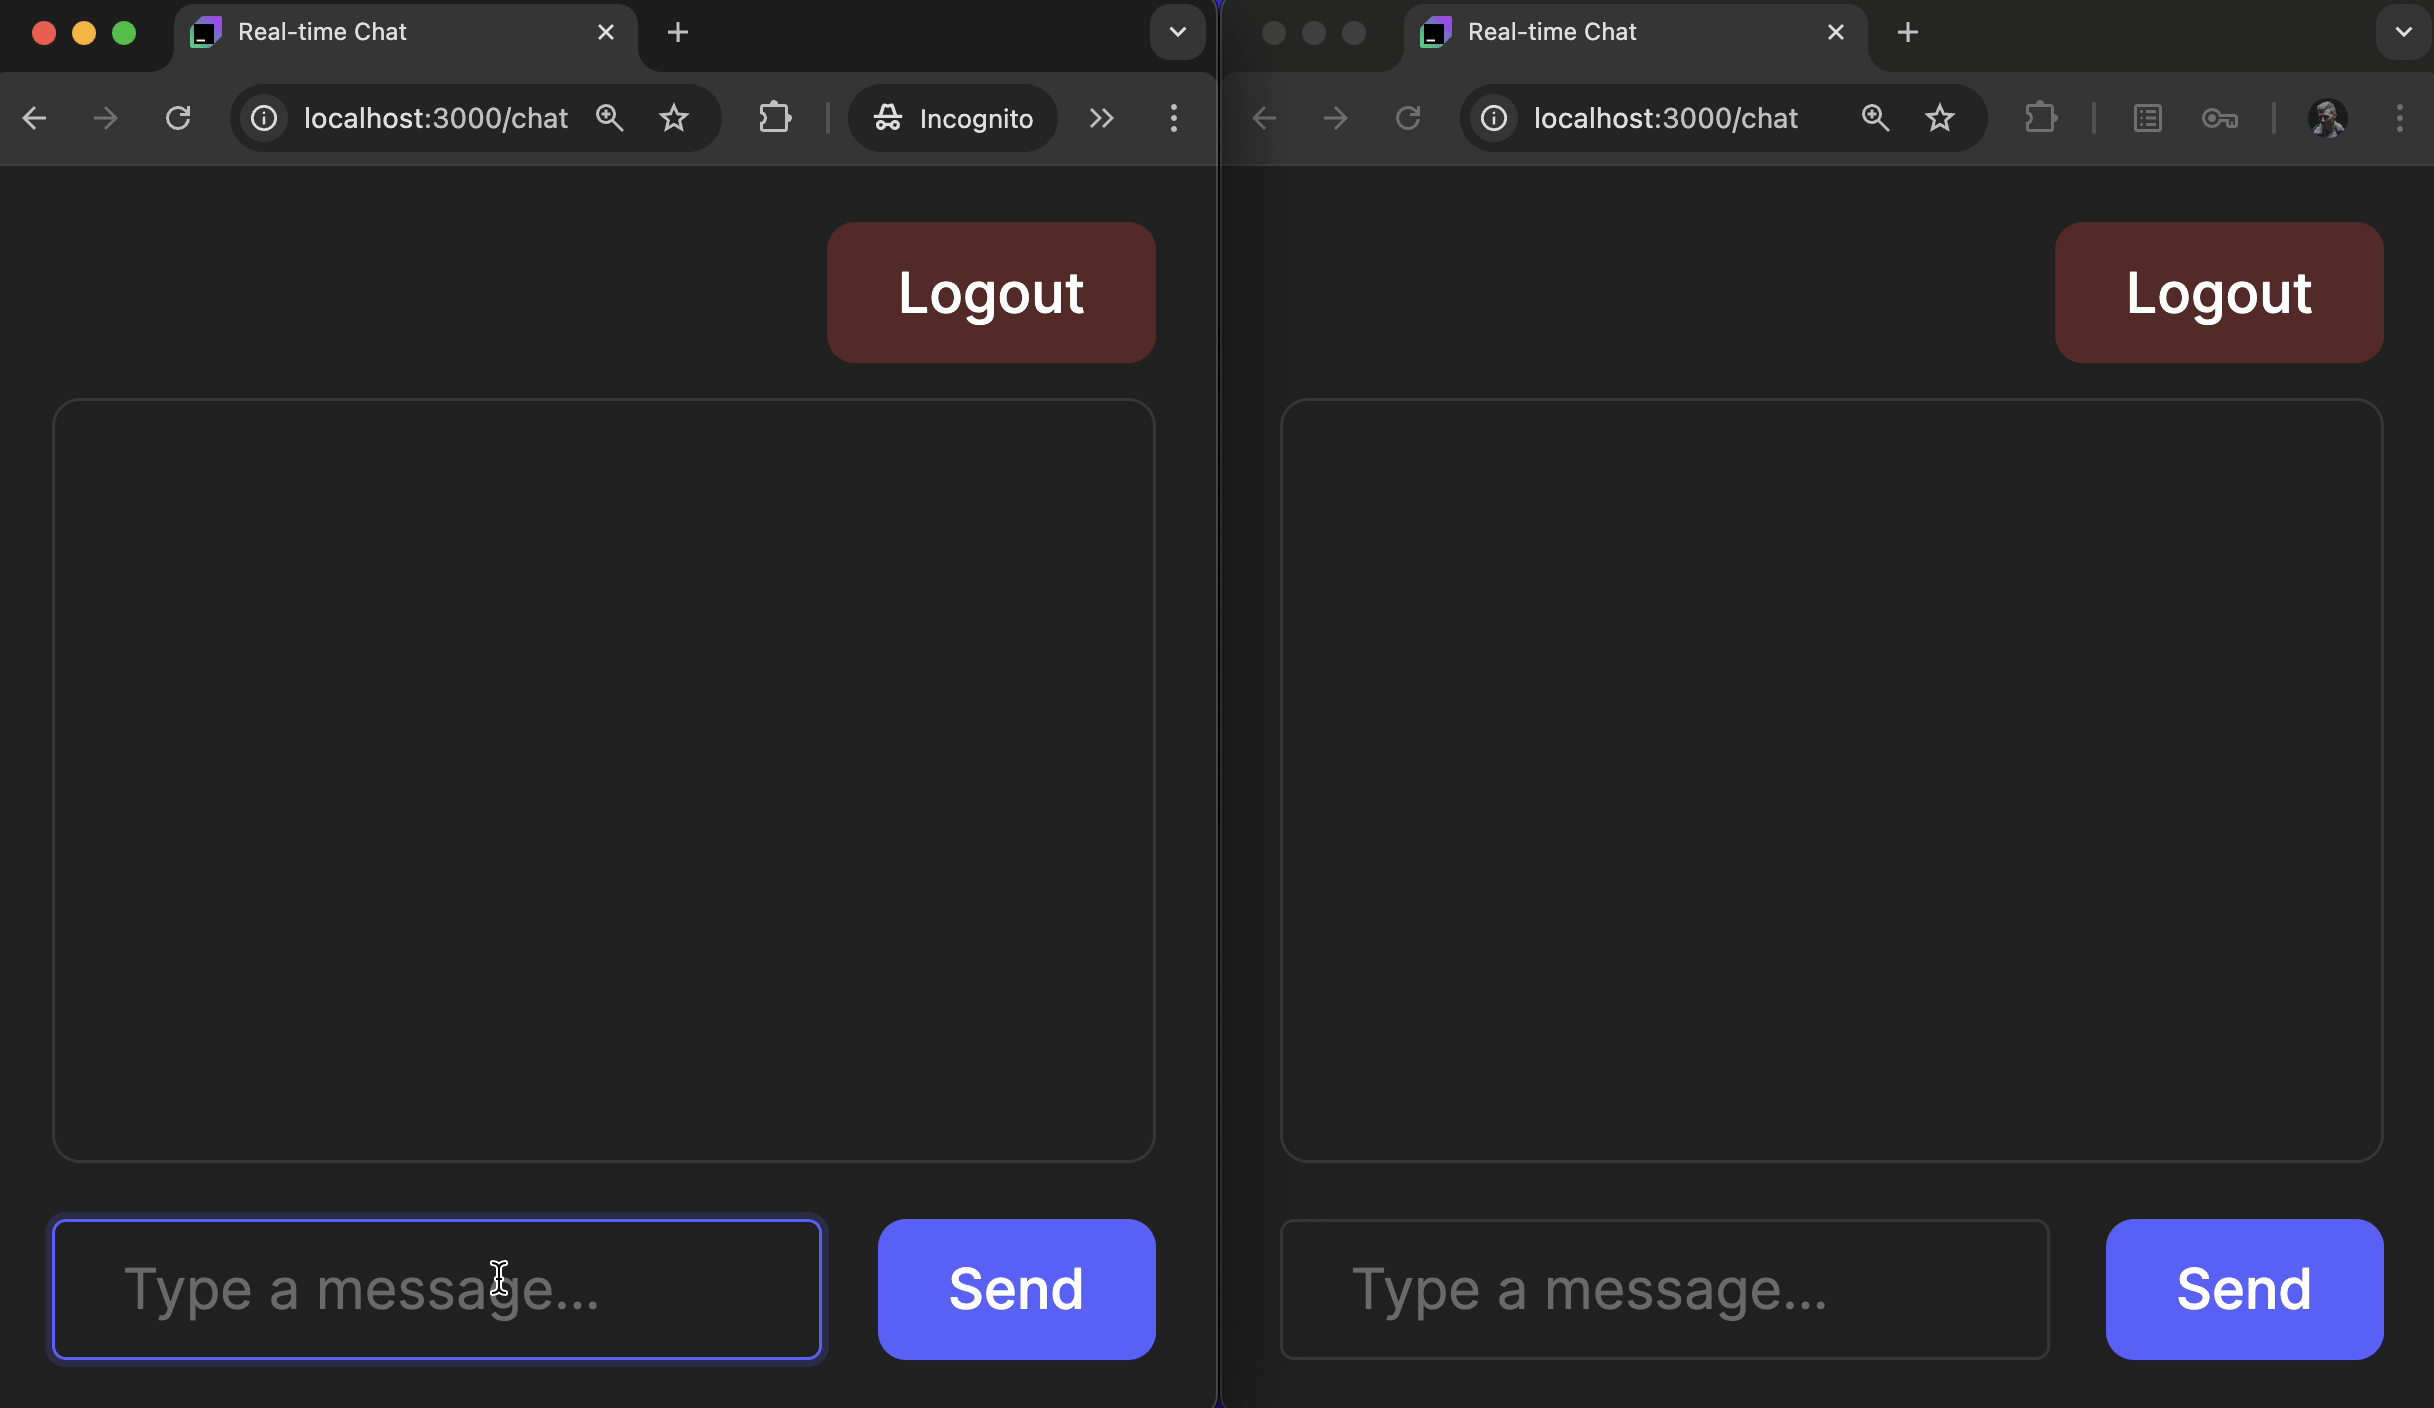 Real-time Chat
localhost:3000/chat
Incognito
Logout
Type a message...
Send
Real-time Chat
localhost:3000/chat
Logout
Type a message...
Send